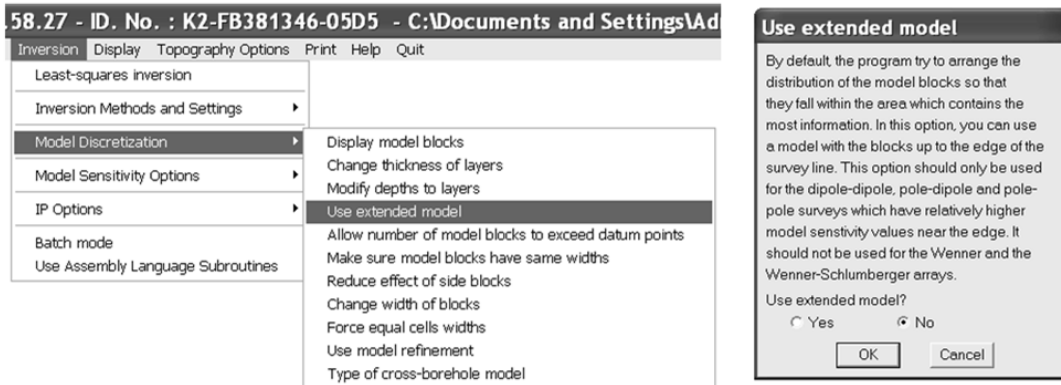 .58.27 - ID. No. : K2-FB381346-05D5 - C:\Documents and Settings\Ad
Inversion Display Topography Options Print Help Quit
Least-squares inversion
Inversion Methods and Settings
Model Discretization
Model Sensitivity Options
IP Options
Batch mode
Use Assembly Language Subroutines
Display model blocks
Change thickness of layers
Modify depths to layers
Use extended model
Allow number of model blocks to exceed datum points
Make sure model blocks have same widths
Reduce effect of side blocks
Change width of blocks
Force equal cells widths
Use model refinement
Type of cross-borehole model
Use extended model
By default, the program try to arrange the
distribution of the model blocks so that
they fall within the area which contains the
most information. In this option, you can use
a model with the blocks up to the edge of the
survey line. This option should only be used
for the dipole-dipole, pole-dipole and pole-
pole surveys which have relatively higher
model senstivity values near the edge. It
should not be used for the Wenner and the
Wenner-Schlumberger arrays.
Use extended model?
Yes No
OK Cancel